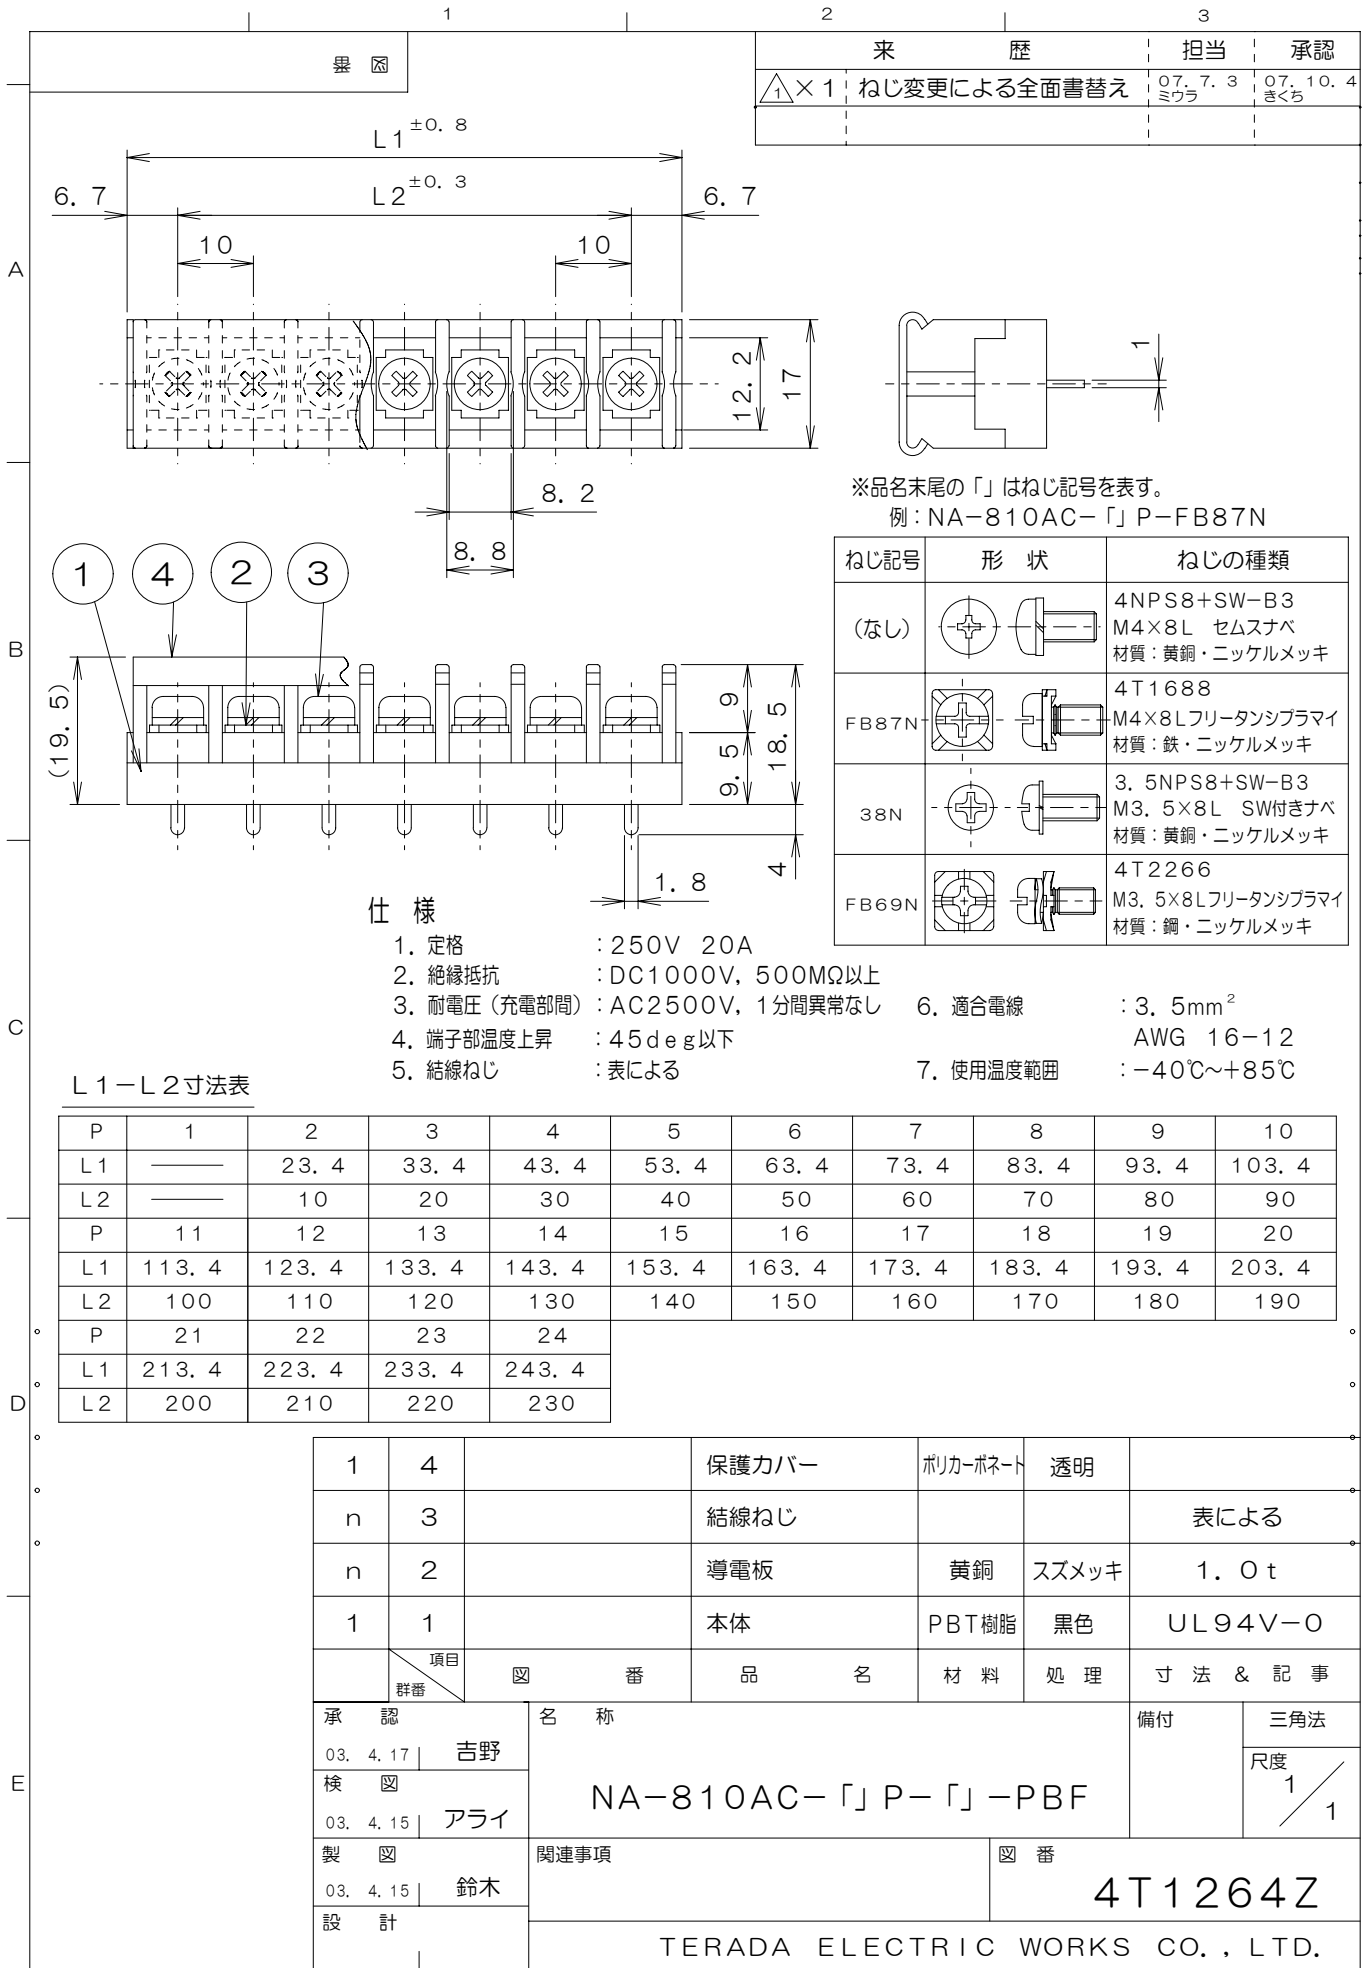 1 2 3
図番
来 歴 担当 承認
1 × 1 ねじ変更による全面書替え 07. 7. 3 ミウラ 07. 10. 4 きくち
L1 ±0. 8
6. 7 L2 ±0. 3 6. 7
10 10
A
12. 2
17
1
8. 2
8. 8
※品名末尾の「」はねじ記号を表す。
例：NA−810AC−「」P−FB87N
ねじ記号 形 状 ねじの種類
(なし) 4NPS8+SW−B3
M4×8L セムスナベ
材質：黄銅・ニッケルメッキ
FB87N 4T1688
M4×8Lフリータンシプラマイ
材質：鉄・ニッケルメッキ
38N 3. 5NPS8+SW−B3
M3. 5×8L SW付きナベ
材質：黄銅・ニッケルメッキ
FB69N 4T2266
M3. 5×8Lフリータンシプラマイ
材質：鋼・ニッケルメッキ
1 4 2 3
B
(19. 5)
9
9. 5
18. 5
4
1. 8
仕 様
1. 定格 ：250V 20A
2. 絶縁抵抗 ：DC1000V, 500MΩ以上
3. 耐電圧（充電部間）：AC2500V, 1分間異常なし
4. 端子部温度上昇 ：45deg以下
5. 結線ねじ ：表による
6. 適合電線 ：3. 5mm²
AWG 16−12
7. 使用温度範囲 ：−40℃〜+85℃
C
L1−L2寸法表
P 1 2 3 4 5 6 7 8 9 10
L1 ―― 23. 4 33. 4 43. 4 53. 4 63. 4 73. 4 83. 4 93. 4 103. 4
L2 ―― 10 20 30 40 50 60 70 80 90
P 11 12 13 14 15 16 17 18 19 20
L1 113. 4 123. 4 133. 4 143. 4 153. 4 163. 4 173. 4 183. 4 193. 4 203. 4
L2 100 110 120 130 140 150 160 170 180 190
P 21 22 23 24
L1 213. 4 223. 4 233. 4 243. 4
L2 200 210 220 230
D
1 4 保護カバー ポリカーボネート 透明
n 3 結線ねじ 表による
n 2 導電板 黄銅 スズメッキ 1. 0t
1 1 本体 PBT樹脂 黒色 UL94V−0
項目 群番 図 番 品 名 材 料 処 理 寸 法 & 記 事
E
承 認
03. 4. 17 吉野
検 図
03. 4. 15 アライ
製 図
03. 4. 15 鈴木
設 計
名 称
NA−810AC−「」P−「」−PBF
備付 三角法
尺度 1/1
関連事項
図 番
4T1264Z
TERADA ELECTRIC WORKS CO., LTD.